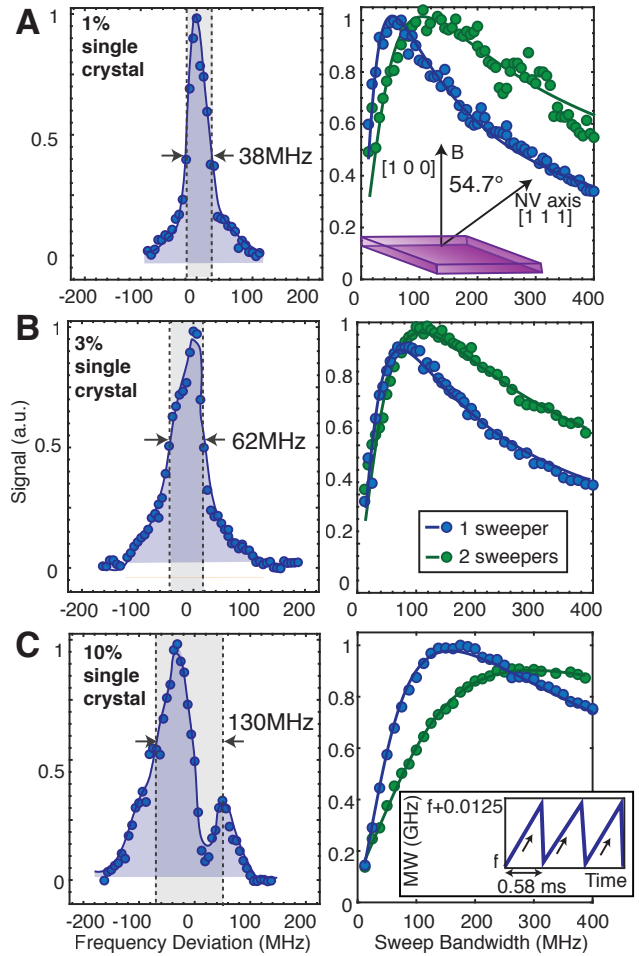 A
1%
single
crystal
1
0.5
0
38MHz
-200
-100
0
100
200
1
0.8
0.6
0.4
0.2
0
B
[1 0 0]
54.7°
NV axis
[1 1 1]
0
100
200
300
400
B
3%
single
crystal
1
0.5
0
62MHz
Signal (a.u.)
-200
-100
0
100
200
1
0.8
0.6
0.4
0.2
0
1 sweeper
2 sweepers
0
100
200
300
400
C
10%
single
crystal
1
0.5
0
130MHz
-200
-100
0
100
200
Frequency Deviation (MHz)
1
0.8
0.6
0.4
0.2
0
MW (GHz)
f+0.0125
f
0.58 ms
Time
0
100
200
300
400
Sweep Bandwidth (MHz)